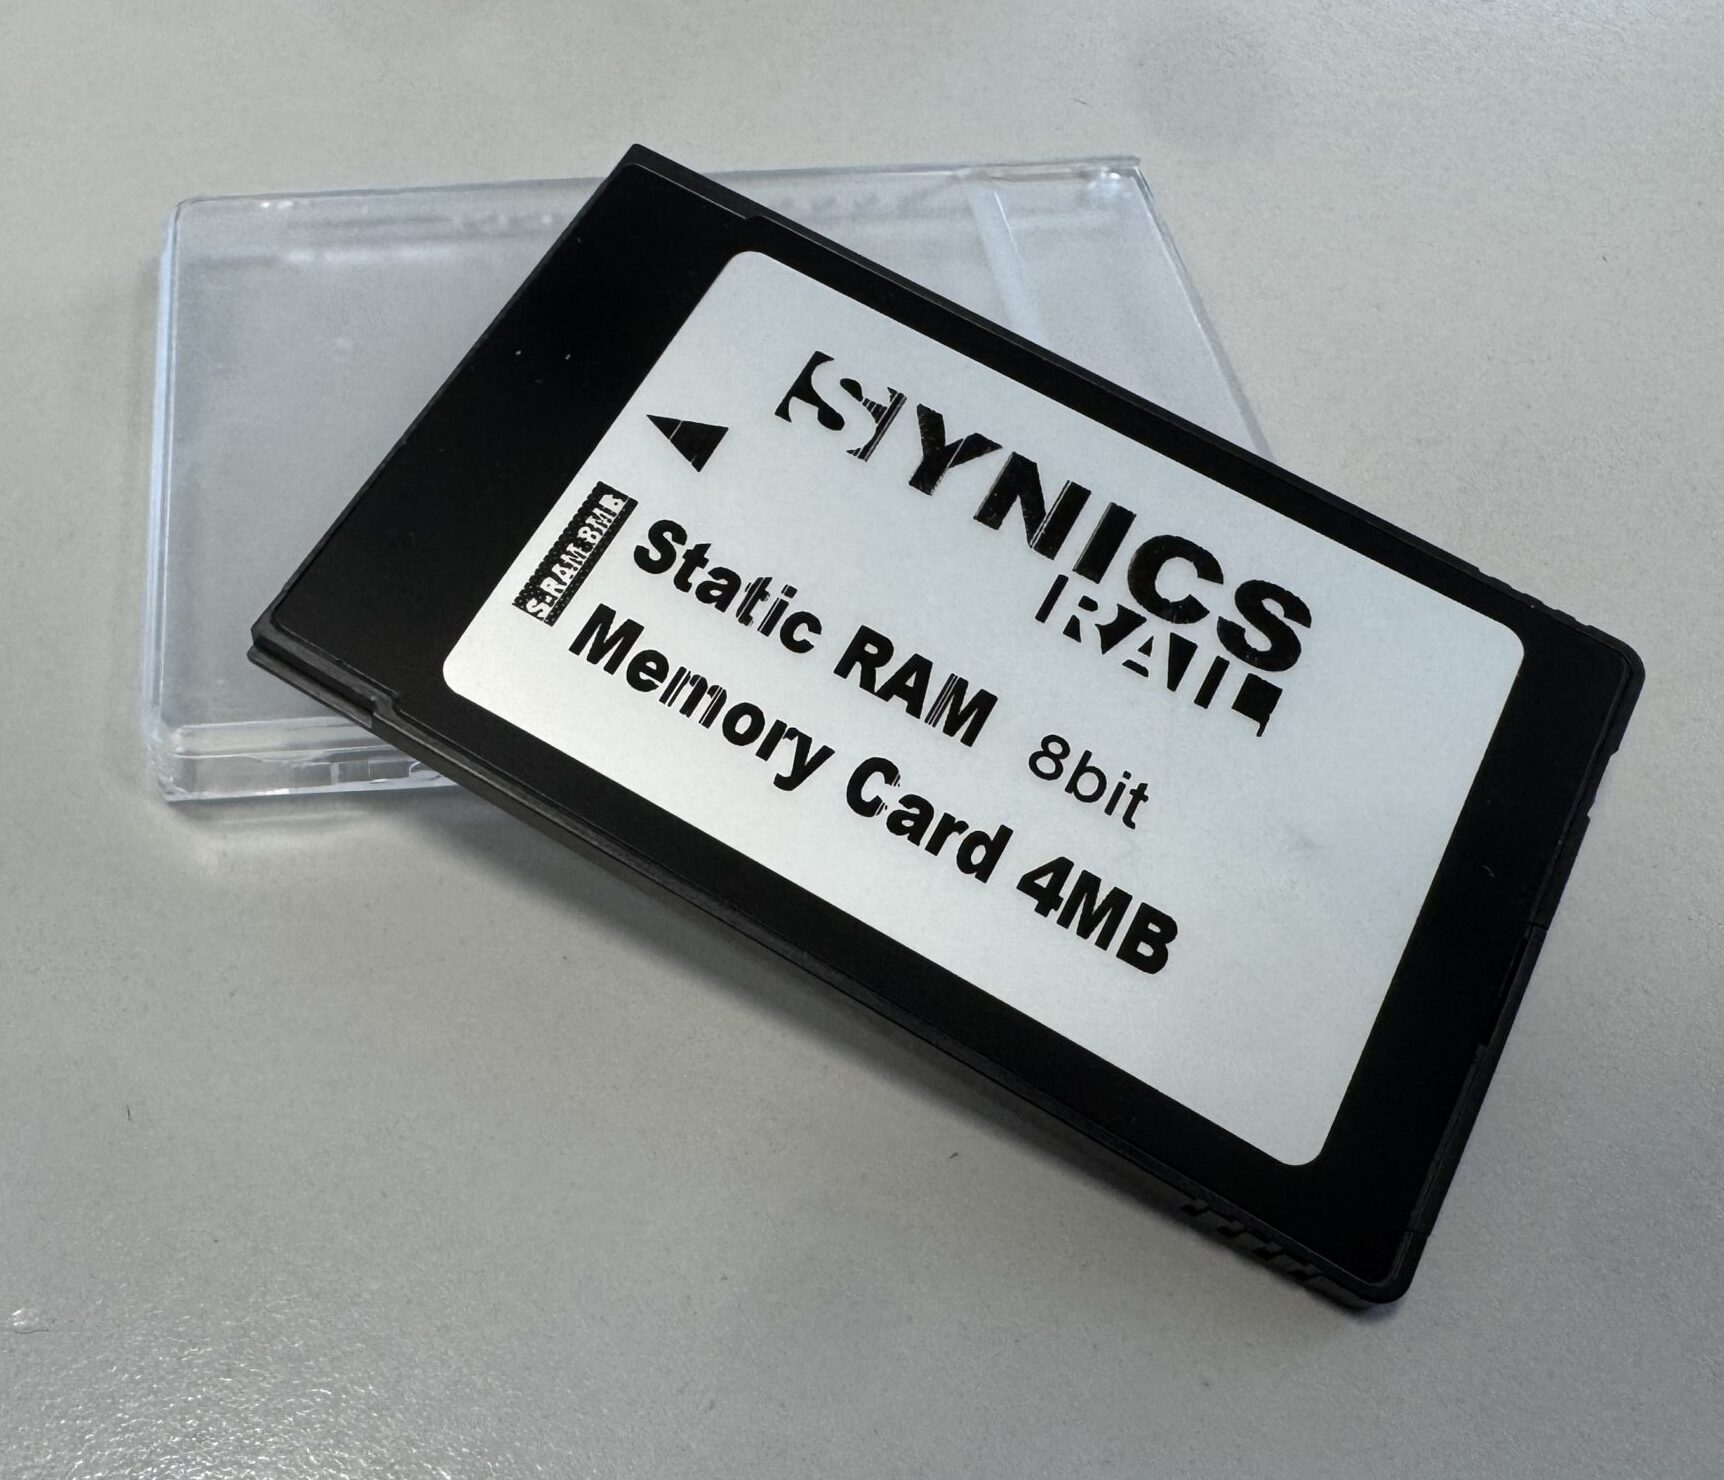 SYNICS
RAIL
S-RAM 8MB
Static RAM 8bit
Memory Card 4MB